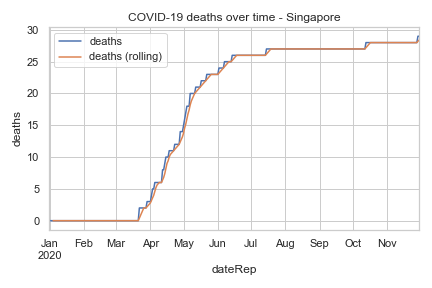 COVID-19 deaths over time - Singapore
deaths
deaths (rolling)
30
25
20
15
10
5
0
deaths
Jan Feb Mar Apr May Jun Jul Aug Sep Oct Nov
2020
dateRep